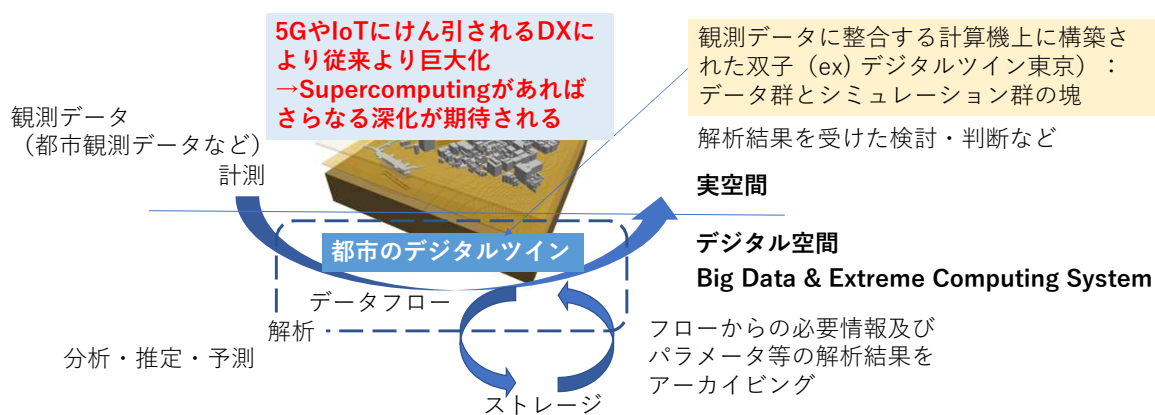 5GやIoTにけん引されるDXに
より従来より巨大化
→Supercomputingがあれば
さらなる深化が期待される
観測データに整合する計算機上に構築さ
れた双子（ex) デジタルツイン東京）：
データ群とシミュレーション群の塊
観測データ
（都市観測データなど）
計測
解析結果を受けた検討・判断など
実空間
都市のデジタルツイン
デジタル空間
Big Data & Extreme Computing System
データフロー
解析
分析・推定・予測
フローからの必要情報及び
パラメータ等の解析結果を
アーカイビング
ストレージ